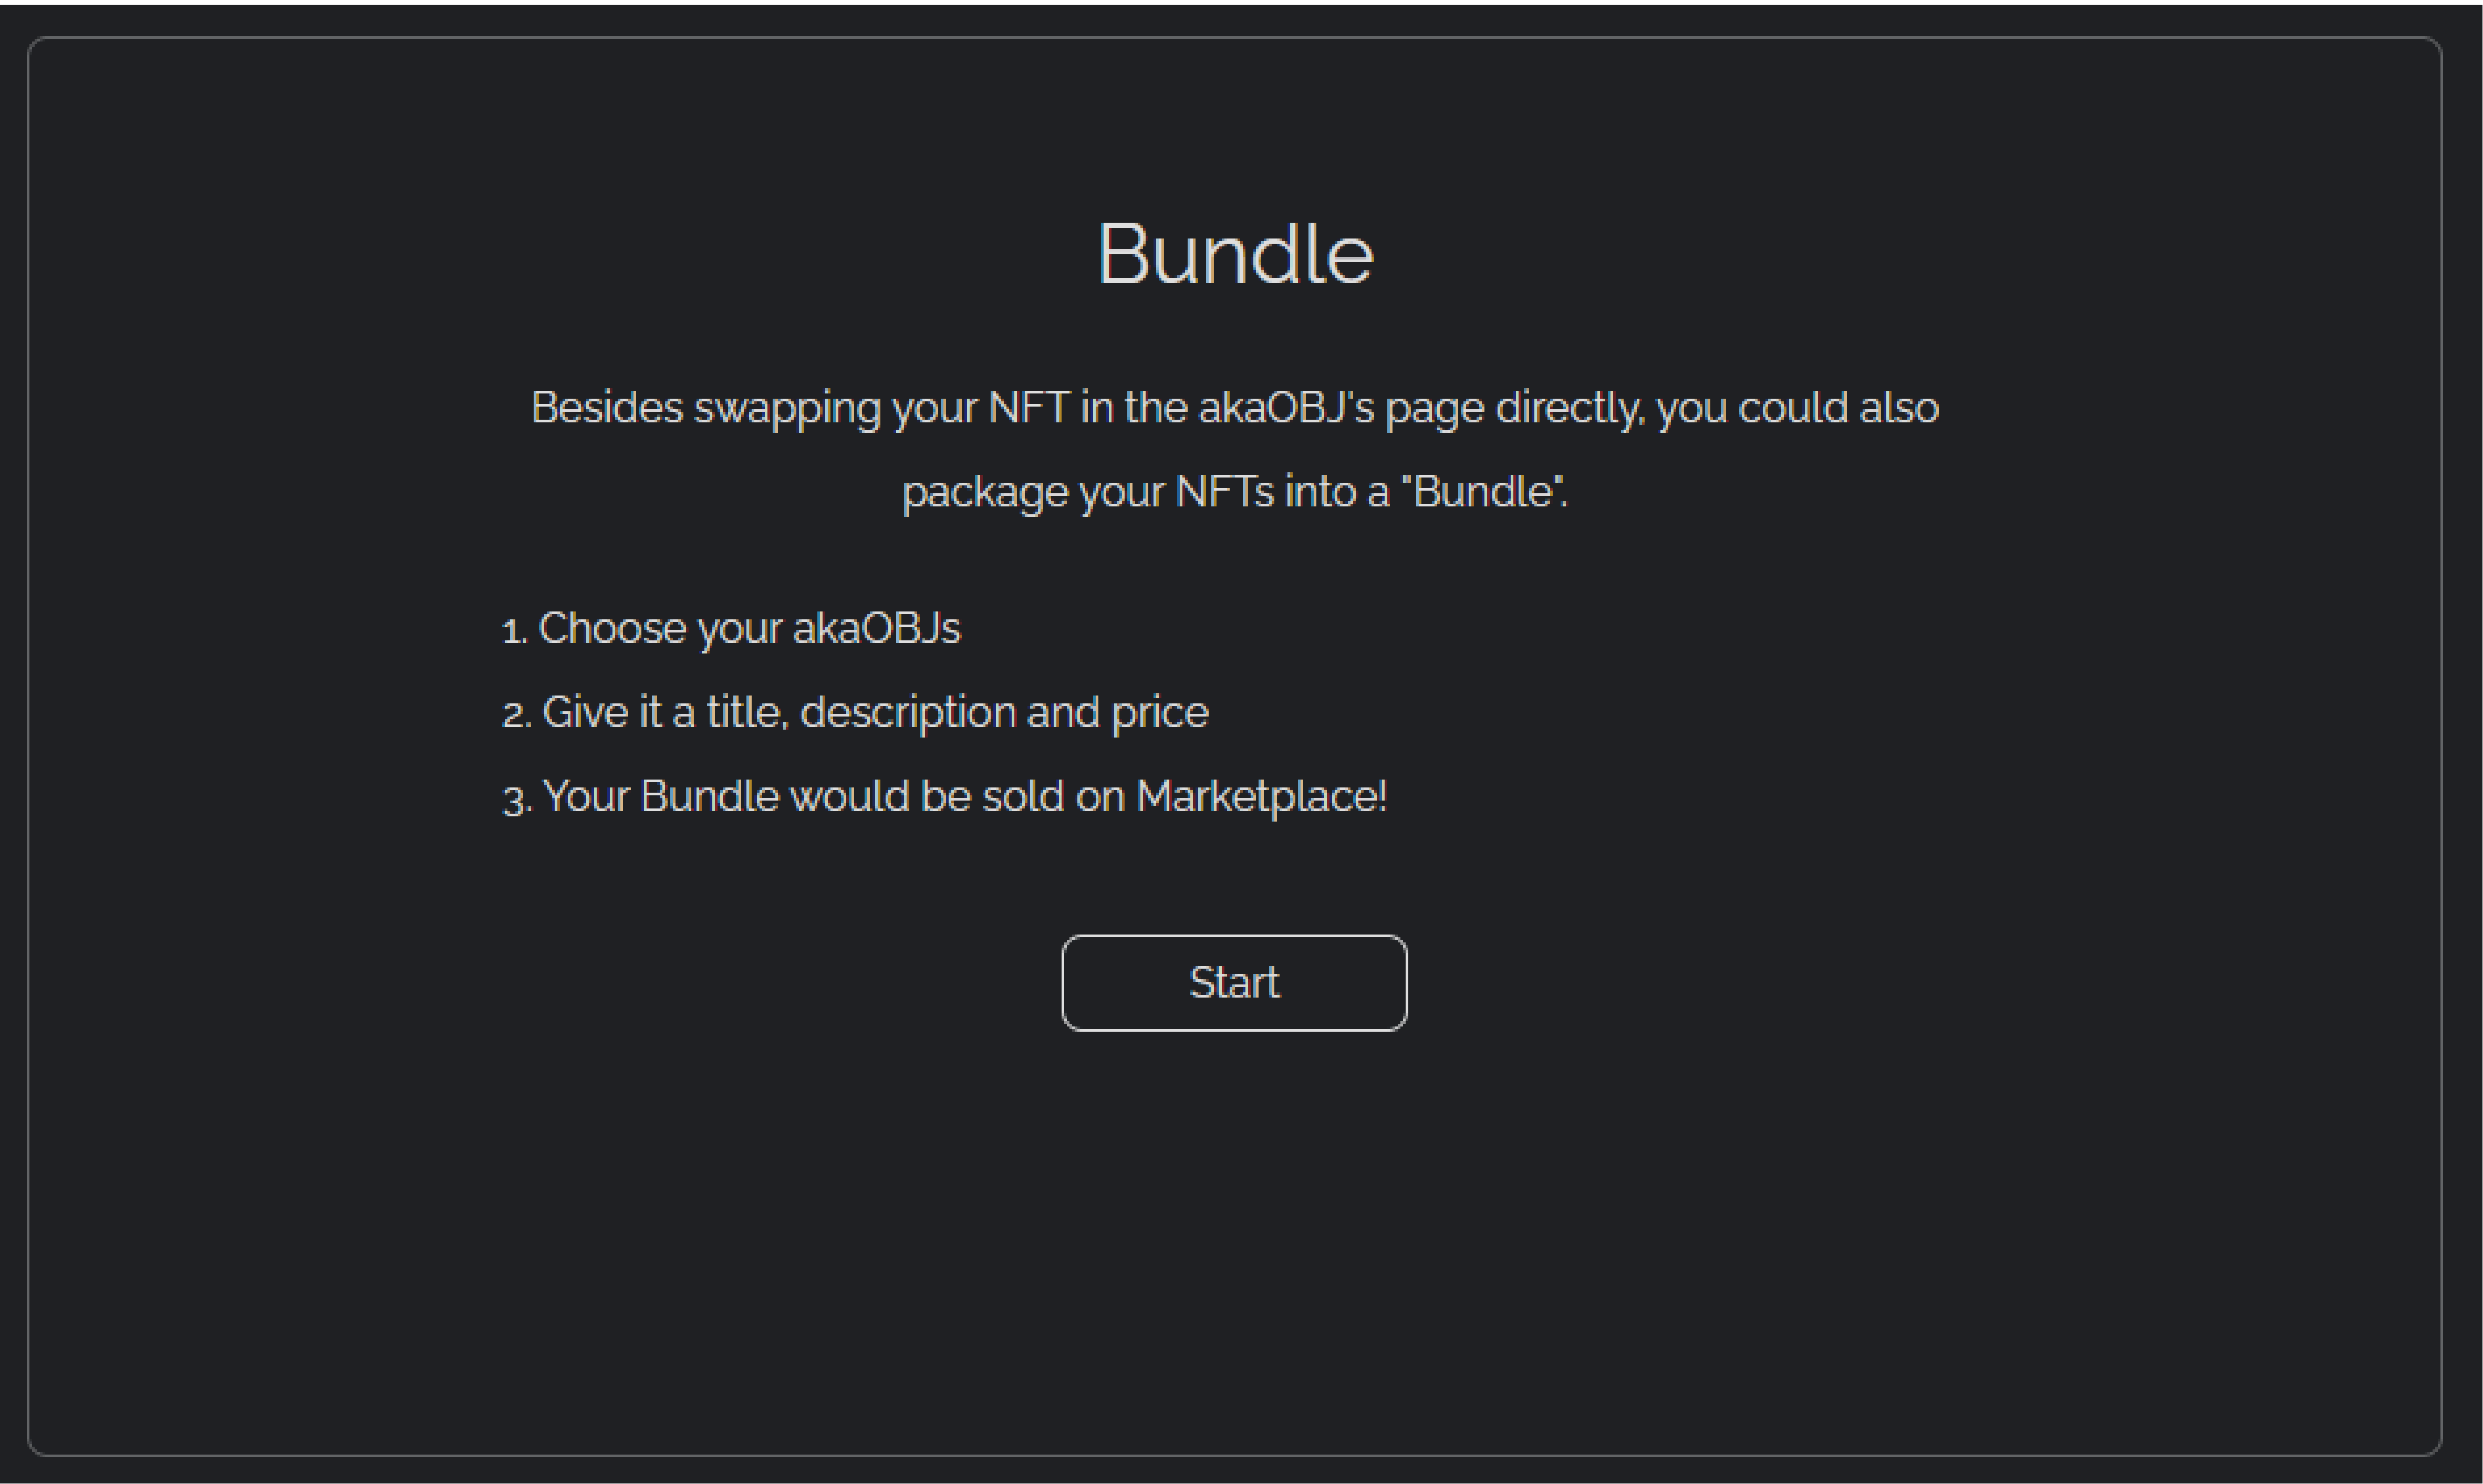 Bundle
Besides swapping your NFT in the akaOBJ's page directly, you could also
package your NFTs into a "Bundle".
1. Choose your akaOBJs
2. Give it a title, description and price
3. Your Bundle would be sold on Marketplace!
Start